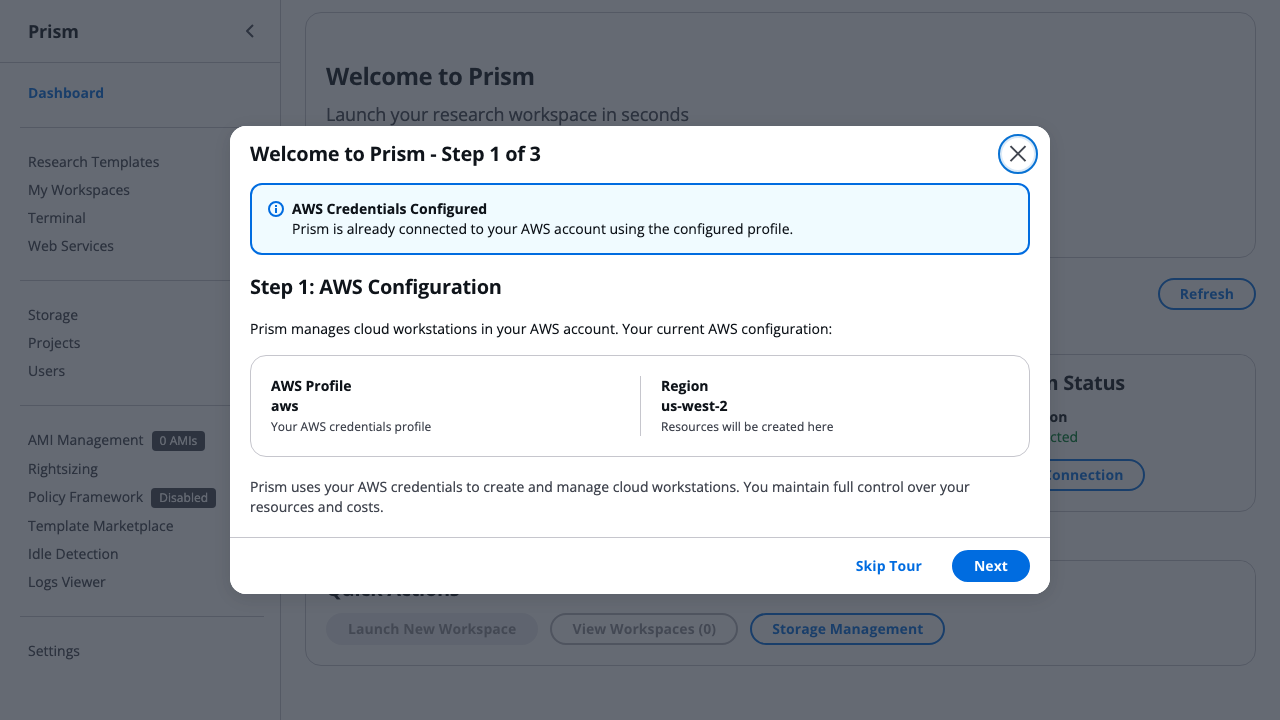 Prism
Dashboard
Research Templates
My Workspaces
Terminal
Web Services
Storage
Projects
Users
AMI Management 0 AMIs
Rightsizing
Policy Framework Disabled
Template Marketplace
Idle Detection
Logs Viewer
Settings
Welcome to Prism
Launch your research workspace in seconds
Refresh
Status
Welcome to Prism - Step 1 of 3
AWS Credentials Configured
Prism is already connected to your AWS account using the configured profile.
Step 1: AWS Configuration
Prism manages cloud workstations in your AWS account. Your current AWS configuration:
AWS Profile
aws
Your AWS credentials profile
Region
us-west-2
Resources will be created here
Prism uses your AWS credentials to create and manage cloud workstations. You maintain full control over your
resources and costs.
Skip Tour
Next
Quick Actions
Launch New Workspace
View Workspaces (0)
Storage Management